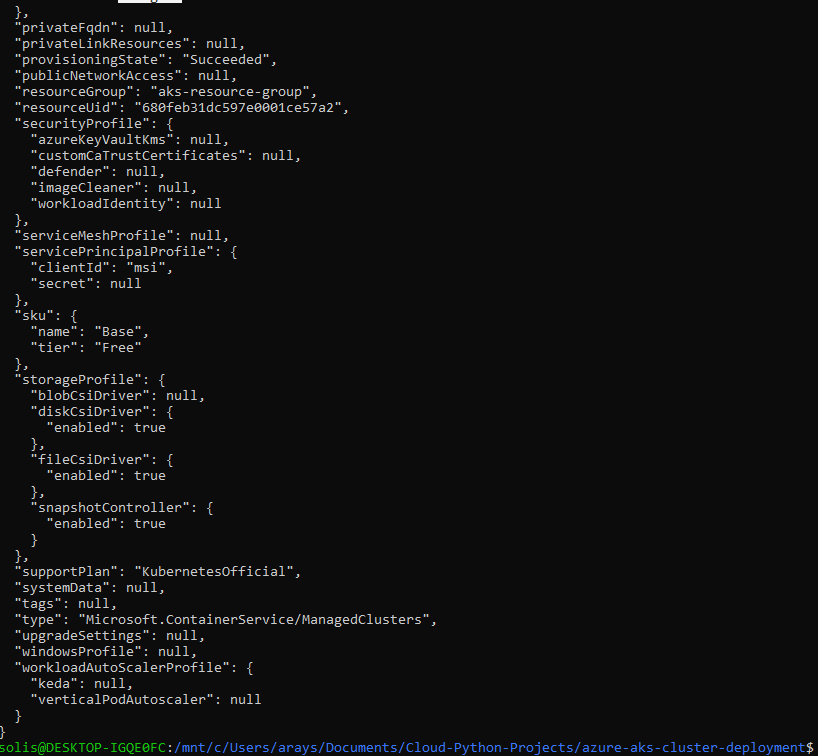 },
  "privateFqdn": null,
  "privateLinkResources": null,
  "provisioningState": "Succeeded",
  "publicNetworkAccess": null,
  "resourceGroup": "aks-resource-group",
  "resourceUid": "680feb31dc597e0001ce57a2",
  "securityProfile": {
    "azureKeyVaultKms": null,
    "customCaTrustCertificates": null,
    "defender": null,
    "imageCleaner": null,
    "workloadIdentity": null
  },
  "serviceMeshProfile": null,
  "servicePrincipalProfile": {
    "clientId": "msi",
    "secret": null
  },
  "sku": {
    "name": "Base",
    "tier": "Free"
  },
  "storageProfile": {
    "blobCsiDriver": null,
    "diskCsiDriver": {
      "enabled": true
    },
    "fileCsiDriver": {
      "enabled": true
    },
    "snapshotController": {
      "enabled": true
    }
  },
  "supportPlan": "KubernetesOfficial",
  "systemData": null,
  "tags": null,
  "type": "Microsoft.ContainerService/ManagedClusters",
  "upgradeSettings": null,
  "windowsProfile": null,
  "workloadAutoScalerProfile": {
    "keda": null,
    "verticalPodAutoscaler": null
  }
}
solis@DESKTOP-IGQE0FC:/mnt/c/Users/arays/Documents/Cloud-Python-Projects/azure-aks-cluster-deployment$